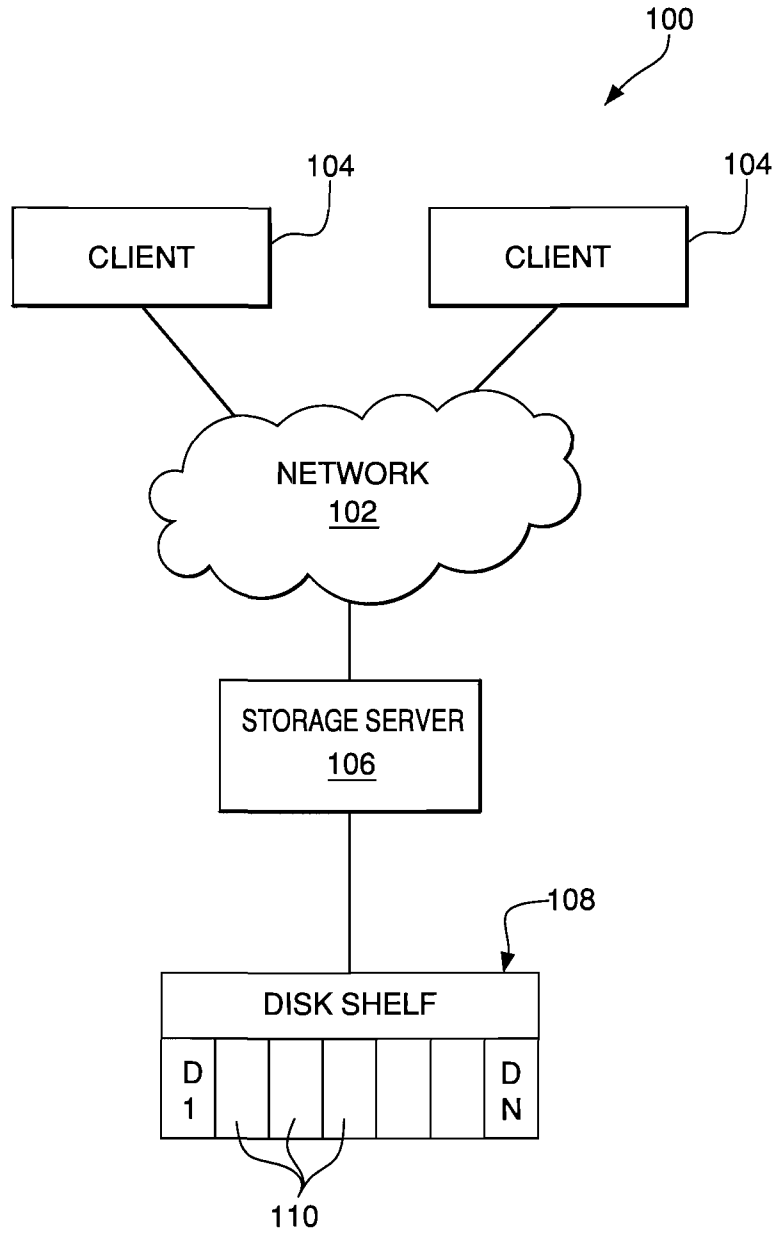 100
104
104
CLIENT
CLIENT
NETWORK
102
STORAGE SERVER
106
108
DISK SHELF
D
1
D
N
110